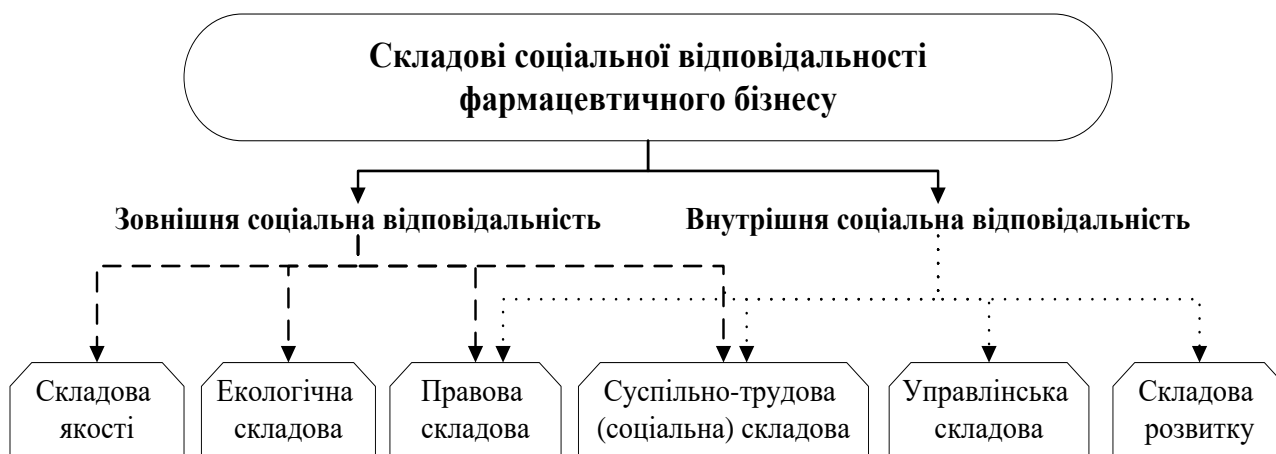 Складові соціальної відповідальності
фармацевтичного бізнесу
Зовнішня соціальна відповідальність
Внутрішня соціальна відповідальність
Складова
якості
Екологічна
складова
Правова
складова
Суспільно-трудова
(соціальна) складова
Управлінська
складова
Складова
розвитку